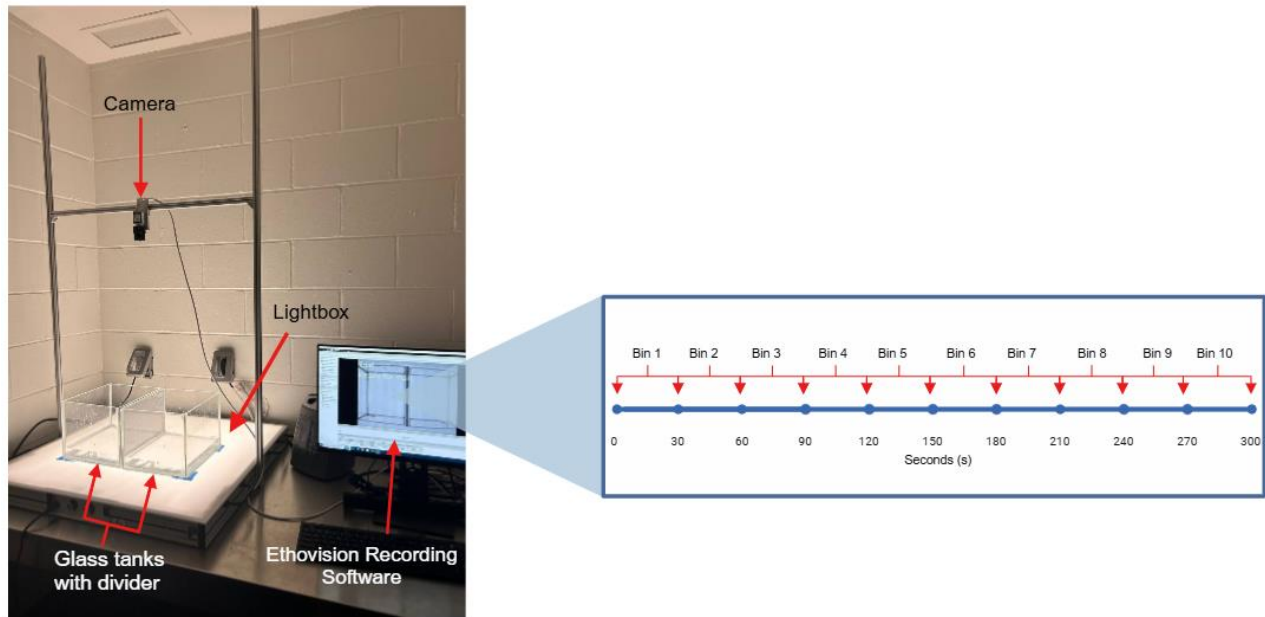 Camera
Lightbox
Glass tanks
with divider
Ethovision Recording
Software
Bin 1 Bin 2 Bin 3 Bin 4 Bin 5 Bin 6 Bin 7 Bin 8 Bin 9 Bin 10
0 30 60 90 120 150 180 210 240 270 300
Seconds (s)